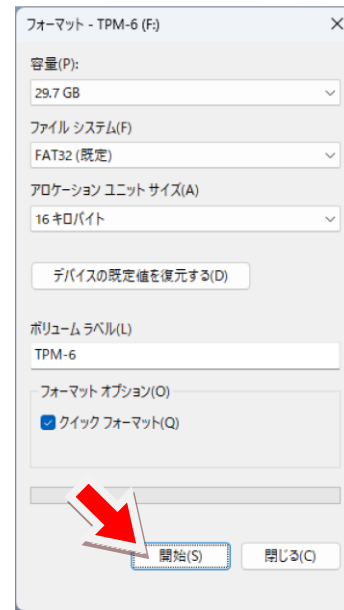 フォーマット - TPM-6 (F:)
容量(P):
29.7 GB
ファイル システム(F)
FAT32 (既定)
アロケーション ユニット サイズ(A)
16 キロバイト
デバイスの既定値を復元する(D)
ボリューム ラベル(L)
TPM-6
フォーマット オプション(O)
クイック フォーマット(Q)
開始(S)
閉じる(C)